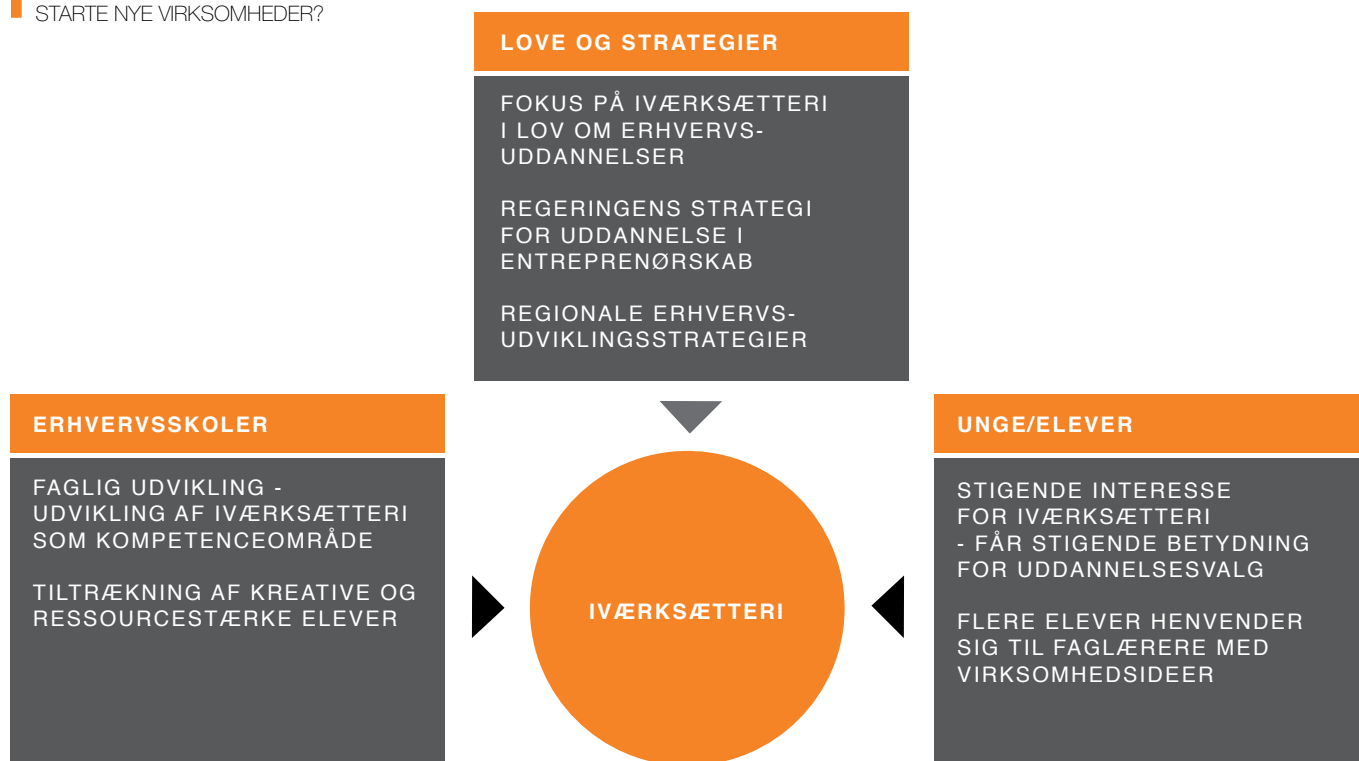 STARTE NYE VIRKSOMHEDER?
LOVE OG STRATEGIER
FOKUS PÅ IVÆRKSÆTTERI
I LOV OM ERHVERVS-
UDDANNELSER
REGERINGENS STRATEGI
FOR UDDANNELSE I
ENTREPRENØRSKAB
REGIONALE ERHVERVS-
UDVIKLINGSSTRATEGIER
ERHVERVSSKOLER
FAGLIG UDVIKLING -
UDVIKLING AF IVÆRKSÆTTERI
SOM KOMPETENCEOMRÅDE
TILTRÆKNING AF KREATIVE OG
RESSOURCESTÆRKE ELEVER
IVÆRKSÆTTERI
UNGE/ELEVER
STIGENDE INTERESSE
FOR IVÆRKSÆTTERI
- FÅR STIGENDE BETYDNING
FOR UDDANNELSESVALG
FLERE ELEVER HENVENDER
SIG TIL FAGLÆRERE MED
VIRKSOMHEDSIDEER